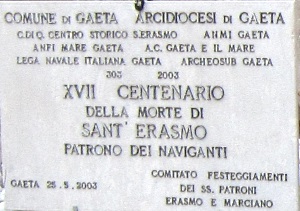 COMUNE DI GAETA ARCIDIOCESI DI GAETA
C.DI Q. CENTRO STORICO S.ERASMO ANMI GAETA
ANFI MARE GAETA A.C. GAETA E IL MARE
LEGA NAVALE ITALIANA GAETA ARCHEOSUB GAETA
303 2003
XVII CENTENARIO
DELLA MORTE DI
SANT' ERASMO
PATRONO DEI NAVIGANTI
COMITATO FESTEGGIAMENTI
GAETA 25.5.2003 DEI SS. PATRONI
ERASMO E MARCIANO